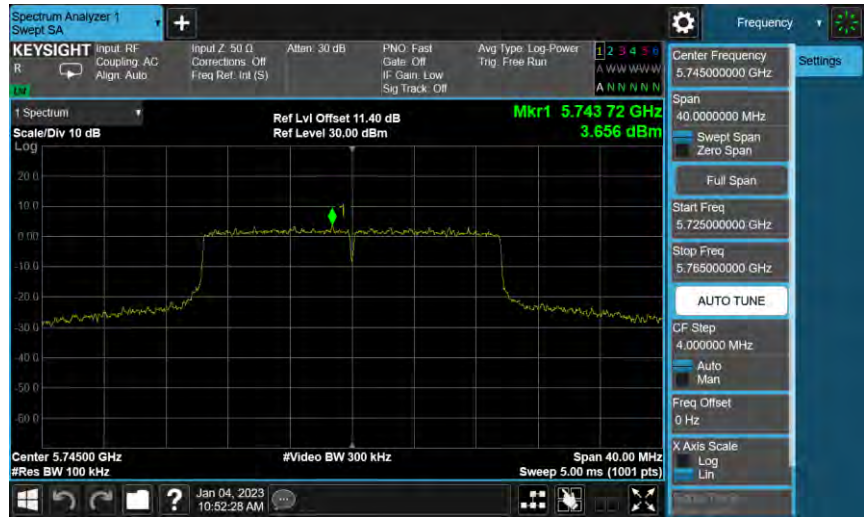 Spectrum Analyzer 1
Swept SA
+
Frequency
KEYSIGHT
R
LM
Input: RF
Coupling: AC
Align: Auto
Input Z: 50 Ω
Corrections: Off
Freq Ref: Int (S)
Atten: 30 dB
PNO: Fast
Gate: Off
IF Gain: Low
Sig Track: Off
Avg Type: Log-Power
Trig: Free Run
1 2 3 4 5 6
A W W W W W
A N N N N N
1 Spectrum
Scale/Div 10 dB
Log
Ref Lvl Offset 11.40 dB
Ref Level 30.00 dBm
Mkr1 5.743 72 GHz
3.656 dBm
20.0
10.0
0.00
-10.0
-20.0
-30.0
-40.0
-50.0
-60.0
1
Center 5.74500 GHz
#Res BW 100 kHz
#Video BW 300 kHz
Span 40.00 MHz
Sweep 5.00 ms (1001 pts)
?
Jan 04, 2023
10:52:28 AM
Center Frequency
5.745000000 GHz
Settings
Span
40.0000000 MHz
Swept Span
Zero Span
Full Span
Start Freq
5.725000000 GHz
Stop Freq
5.765000000 GHz
AUTO TUNE
CF Step
4.000000 MHz
Auto
Man
Freq Offset
0 Hz
X Axis Scale
Log
Lin